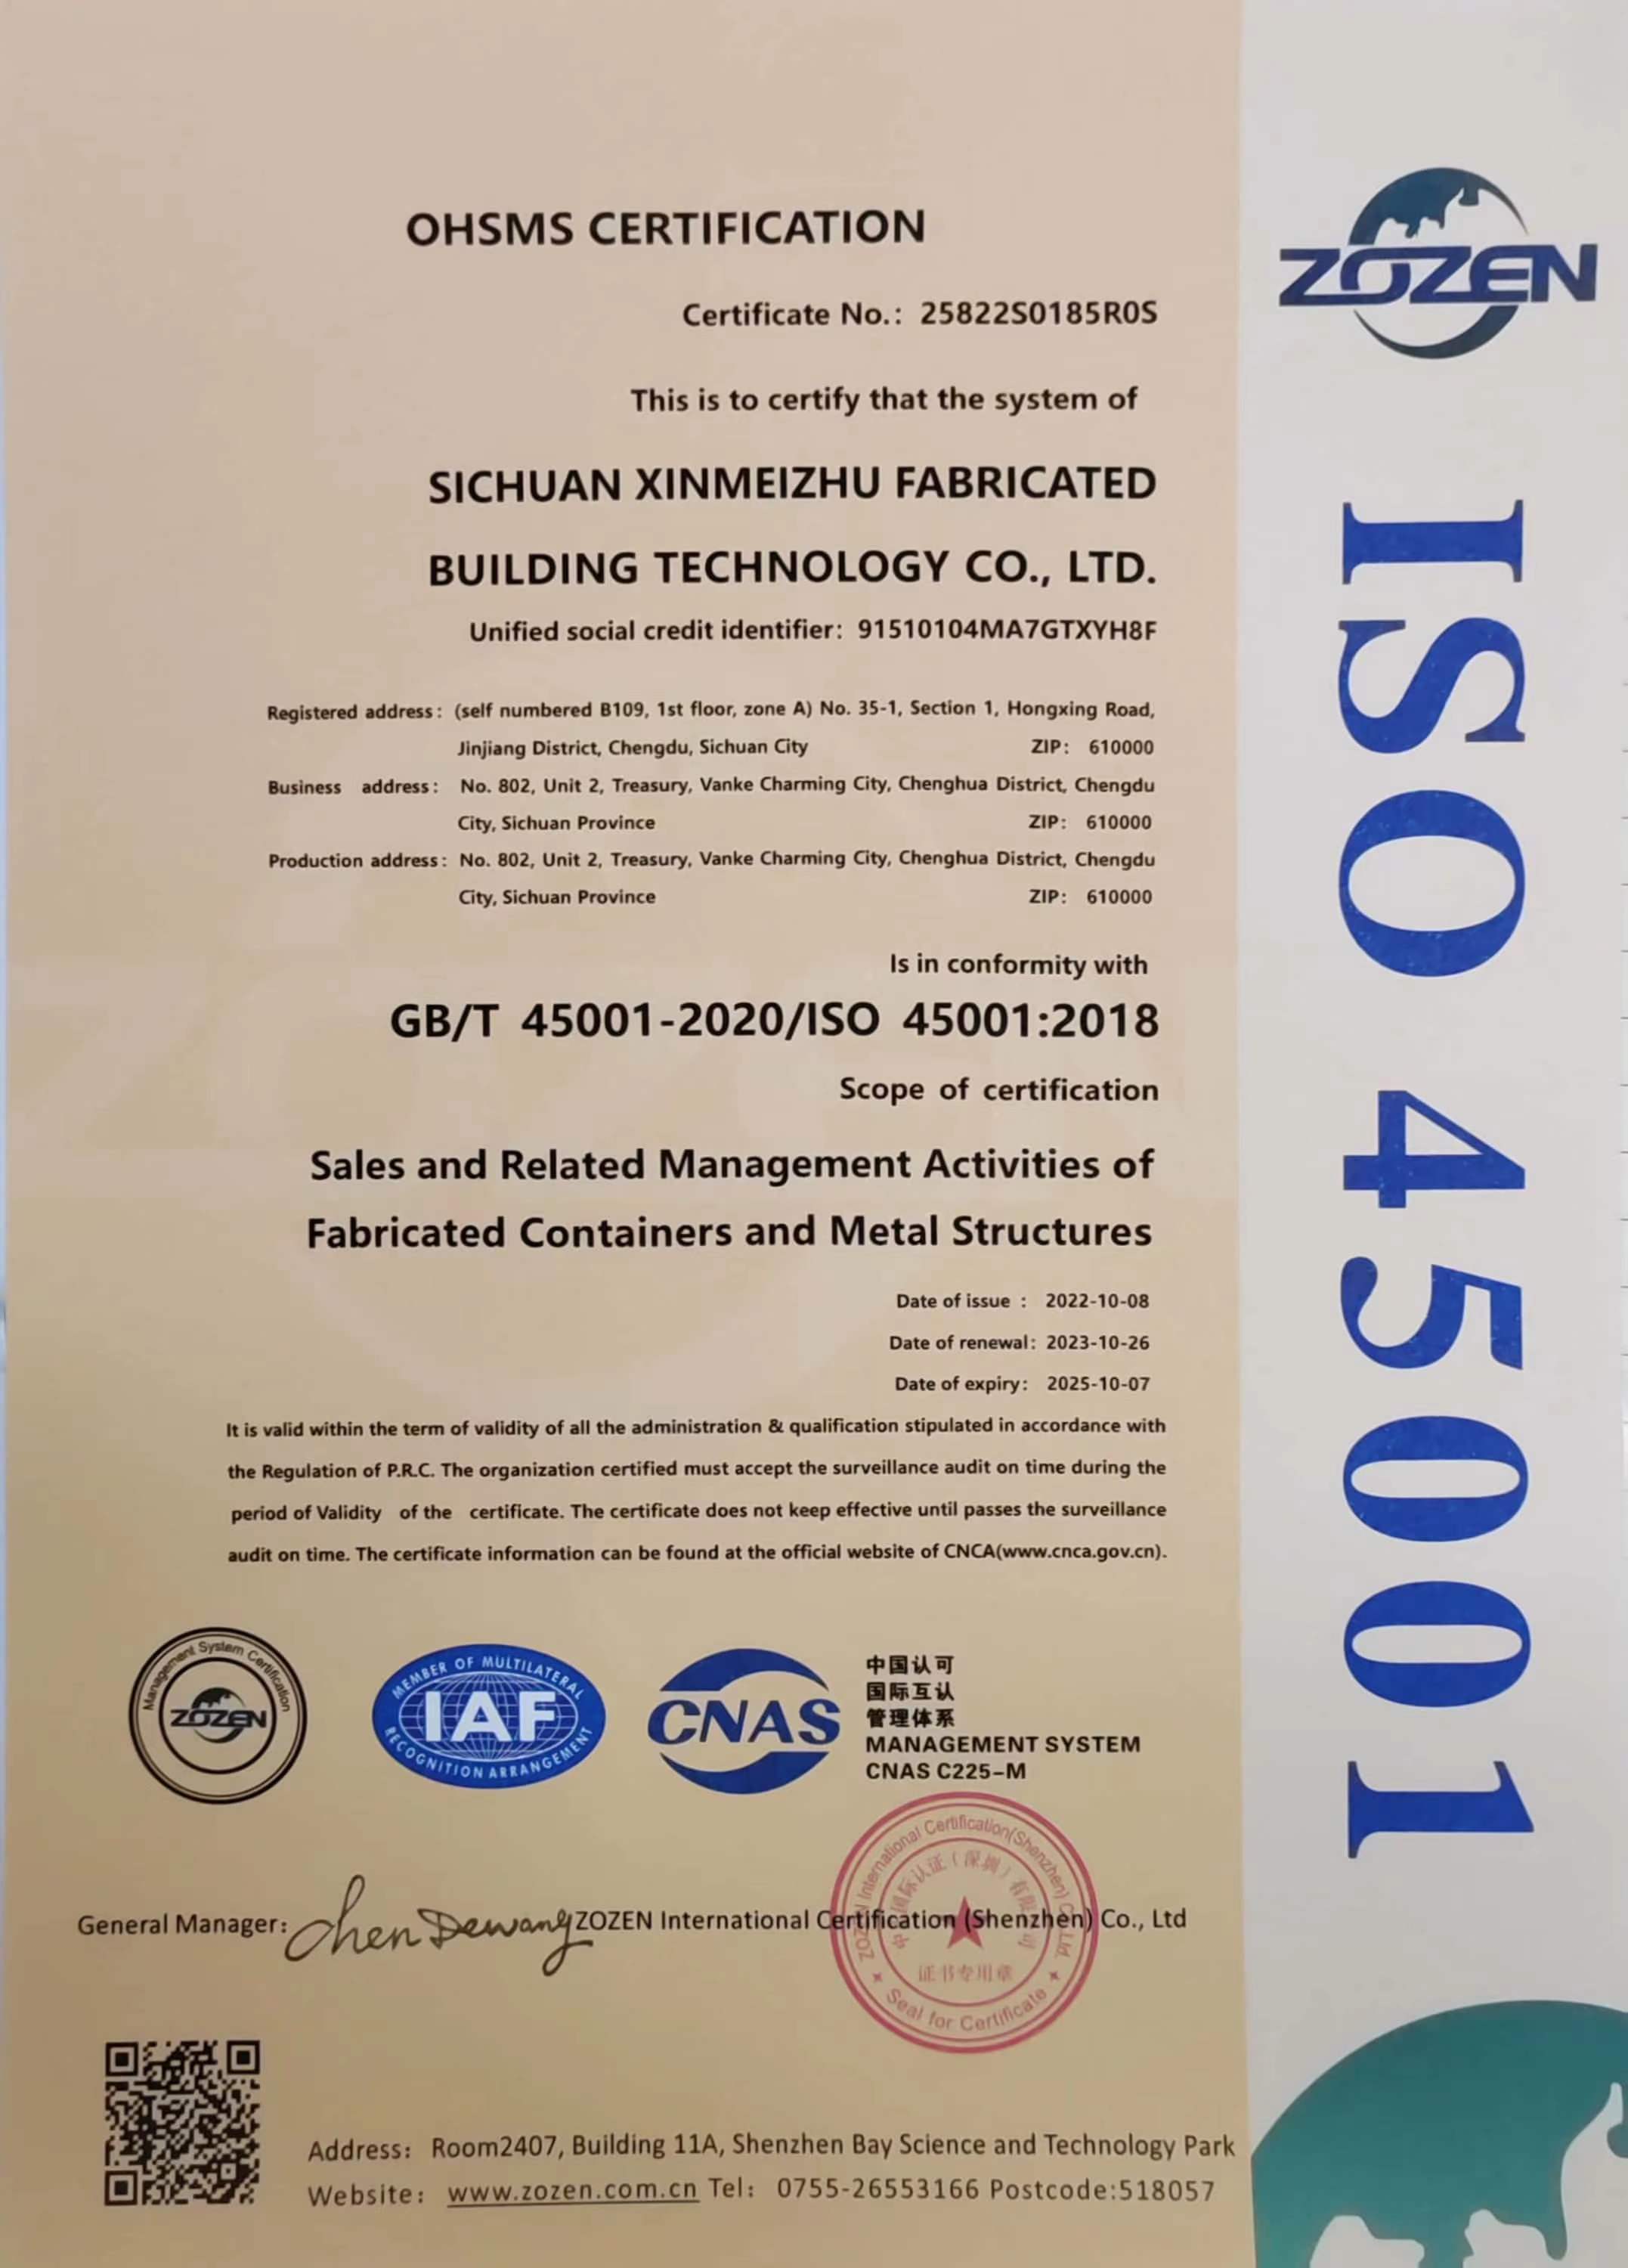 OHSMS CERTIFICATION
Certificate No.: 25822S0185R0S
This is to certify that the system of
SICHUAN XINMEIZHU FABRICATED
BUILDING TECHNOLOGY CO., LTD.
Unified social credit identifier: 91510104MA7GTXYH8F
Registered address: (self numbered B109, 1st floor, zone A) No. 35-1, Section 1, Hongxing Road,
Jinjiang District, Chengdu, Sichuan City ZIP: 610000
Business address: No. 802, Unit 2, Treasury, Vanke Charming City, Chenghua District, Chengdu
City, Sichuan Province ZIP: 610000
Production address: No. 802, Unit 2, Treasury, Vanke Charming City, Chenghua District, Chengdu
City, Sichuan Province ZIP: 610000
Is in conformity with
GB/T 45001-2020/ISO 45001:2018
Scope of certification
Sales and Related Management Activities of
Fabricated Containers and Metal Structures
Date of issue : 2022-10-08
Date of renewal: 2023-10-26
Date of expiry: 2025-10-07
It is valid within the term of validity of all the administration & qualification stipulated in accordance with
the Regulation of P.R.C. The organization certified must accept the surveillance audit on time during the
period of Validity of the certificate. The certificate does not keep effective until passes the surveillance
audit on time. The certificate information can be found at the official website of CNCA(www.cnca.gov.cn).
Management System Certification
ZOZEN
MEMBER OF MULTILATERAL
IAF
RECOGNITION ARRANGEMENT
CNAS
中国认可
国际互认
管理体系
MANAGEMENT SYSTEM
CNAS C225-M
General Manager: Chen Dewang ZOZEN International Certification (Shenzhen) Co., Ltd
ZOZEN International Certification(Shenzhen) Co.,Ltd.
国际认证(深圳)有限公司
证书专用章
Seal for Certificate
Address: Room2407, Building 11A, Shenzhen Bay Science and Technology Park
Website: www.zozen.com.cn Tel: 0755-26553166 Postcode:518057
ZOZEN
ISO 45001